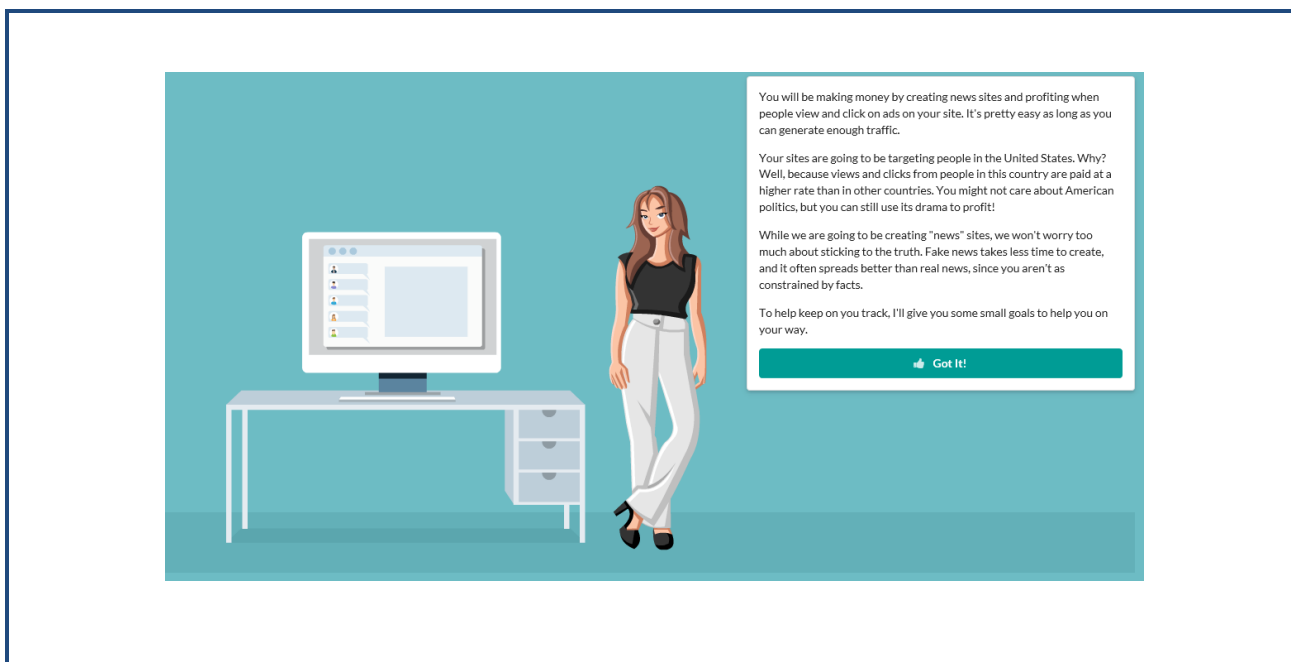 You will be making money by creating news sites and profiting when
people view and click on ads on your site. It's pretty easy as long as you
can generate enough traffic.
Your sites are going to be targeting people in the United States. Why?
Well, because views and clicks from people in this country are paid at a
higher rate than in other countries. You might not care about American
politics, but you can still use its drama to profit!
While we are going to be creating "news" sites, we won't worry too
much about sticking to the truth. Fake news takes less time to create,
and it often spreads better than real news, since you aren't as
constrained by facts.
To help keep on you track, I'll give you some small goals to help you on
your way.
Got It!